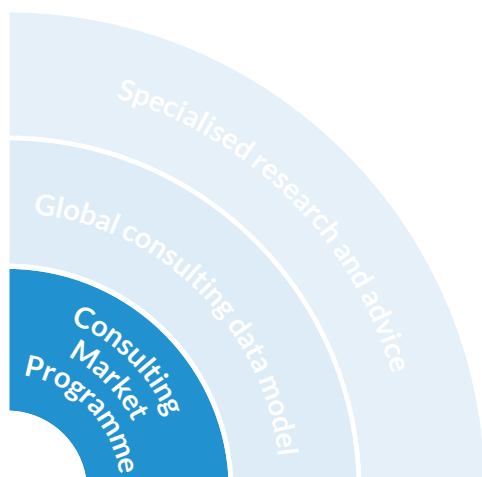 Specialised research and advice
Global consulting data model
Consulting
Market
Programme